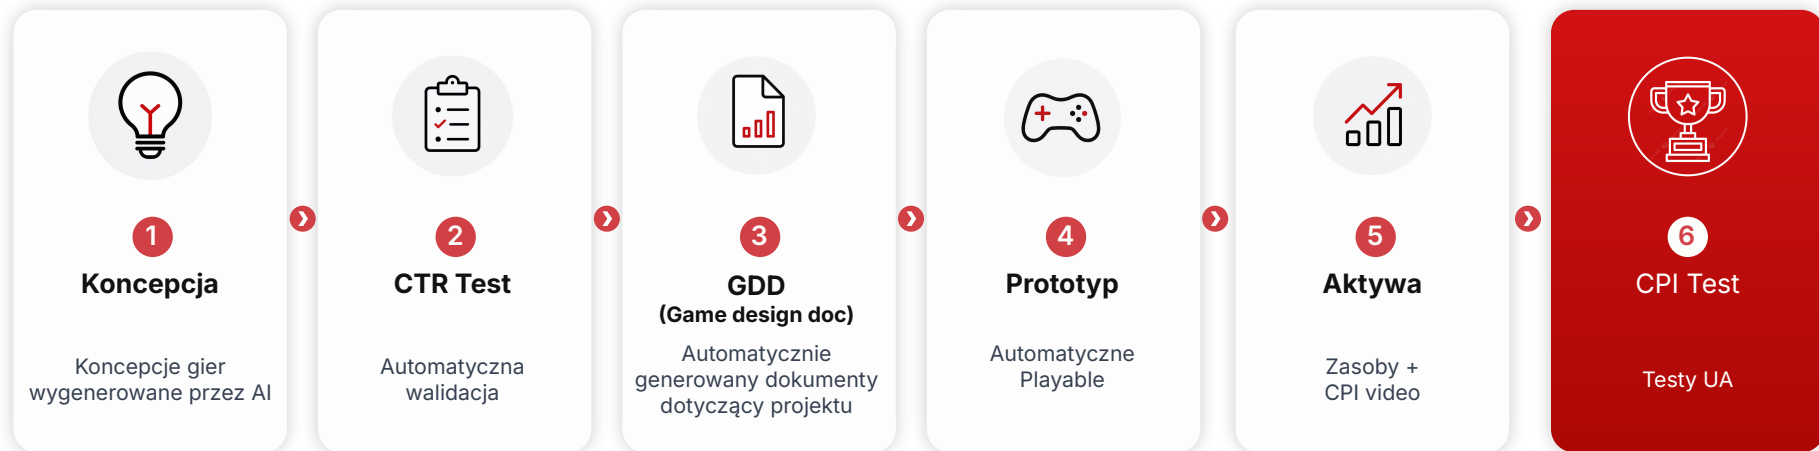 1
Koncepcja
Koncepcje gier
wygenerowane przez AI
2
CTR Test
Automatyczna
walidacja
3
GDD
(Game design doc)
Automatycznie
generowany dokumenty
dotyczący projektu
4
Prototyp
Automatyczne
Playable
5
Aktywa
Zasoby +
CPI video
6
CPI Test
Testy UA